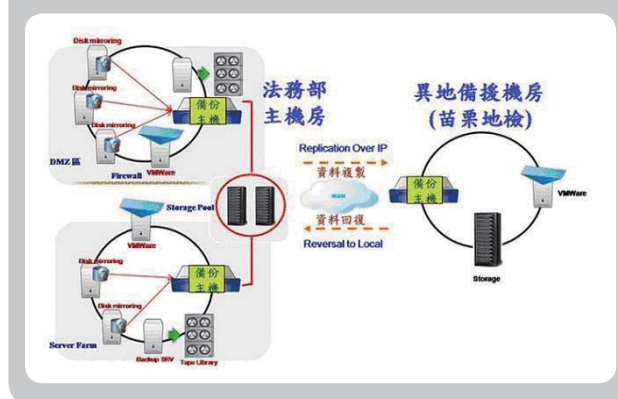 Disk mirroring
Disk mirroring
Disk mirroring
備份
主機
DMZ 區
Firewall
VMWare
法務部
主機房
Storage Pool
VMWare
Disk mirroring
Disk mirroring
備份
主機
Server Farm
Backup SRV
Tape Library
Replication Over IP
資料複製
WAN
資料回復
Reversal to Local
異地備援機房
(苗栗地檢)
備份
主機
VMWare
Storage